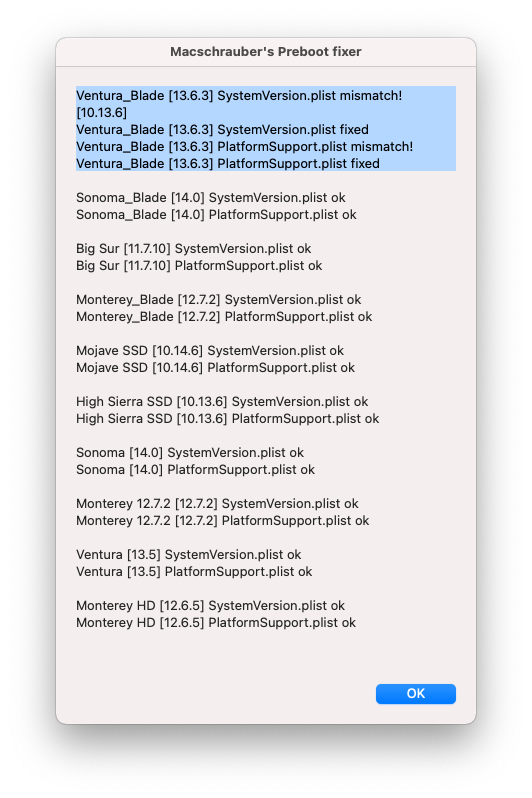 Macschrauber's Preboot fixer
Ventura_Blade [13.6.3] SystemVersion.plist mismatch!
[10.13.6]
Ventura_Blade [13.6.3] SystemVersion.plist fixed
Ventura_Blade [13.6.3] PlatformSupport.plist mismatch!
Ventura_Blade [13.6.3] PlatformSupport.plist fixed
Sonoma_Blade [14.0] SystemVersion.plist ok
Sonoma_Blade [14.0] PlatformSupport.plist ok
Big Sur [11.7.10] SystemVersion.plist ok
Big Sur [11.7.10] PlatformSupport.plist ok
Monterey_Blade [12.7.2] SystemVersion.plist ok
Monterey_Blade [12.7.2] PlatformSupport.plist ok
Mojave SSD [10.14.6] SystemVersion.plist ok
Mojave SSD [10.14.6] PlatformSupport.plist ok
High Sierra SSD [10.13.6] SystemVersion.plist ok
High Sierra SSD [10.13.6] PlatformSupport.plist ok
Sonoma [14.0] SystemVersion.plist ok
Sonoma [14.0] PlatformSupport.plist ok
Monterey 12.7.2 [12.7.2] SystemVersion.plist ok
Monterey 12.7.2 [12.7.2] PlatformSupport.plist ok
Ventura [13.5] SystemVersion.plist ok
Ventura [13.5] PlatformSupport.plist ok
Monterey HD [12.6.5] SystemVersion.plist ok
Monterey HD [12.6.5] PlatformSupport.plist ok
OK